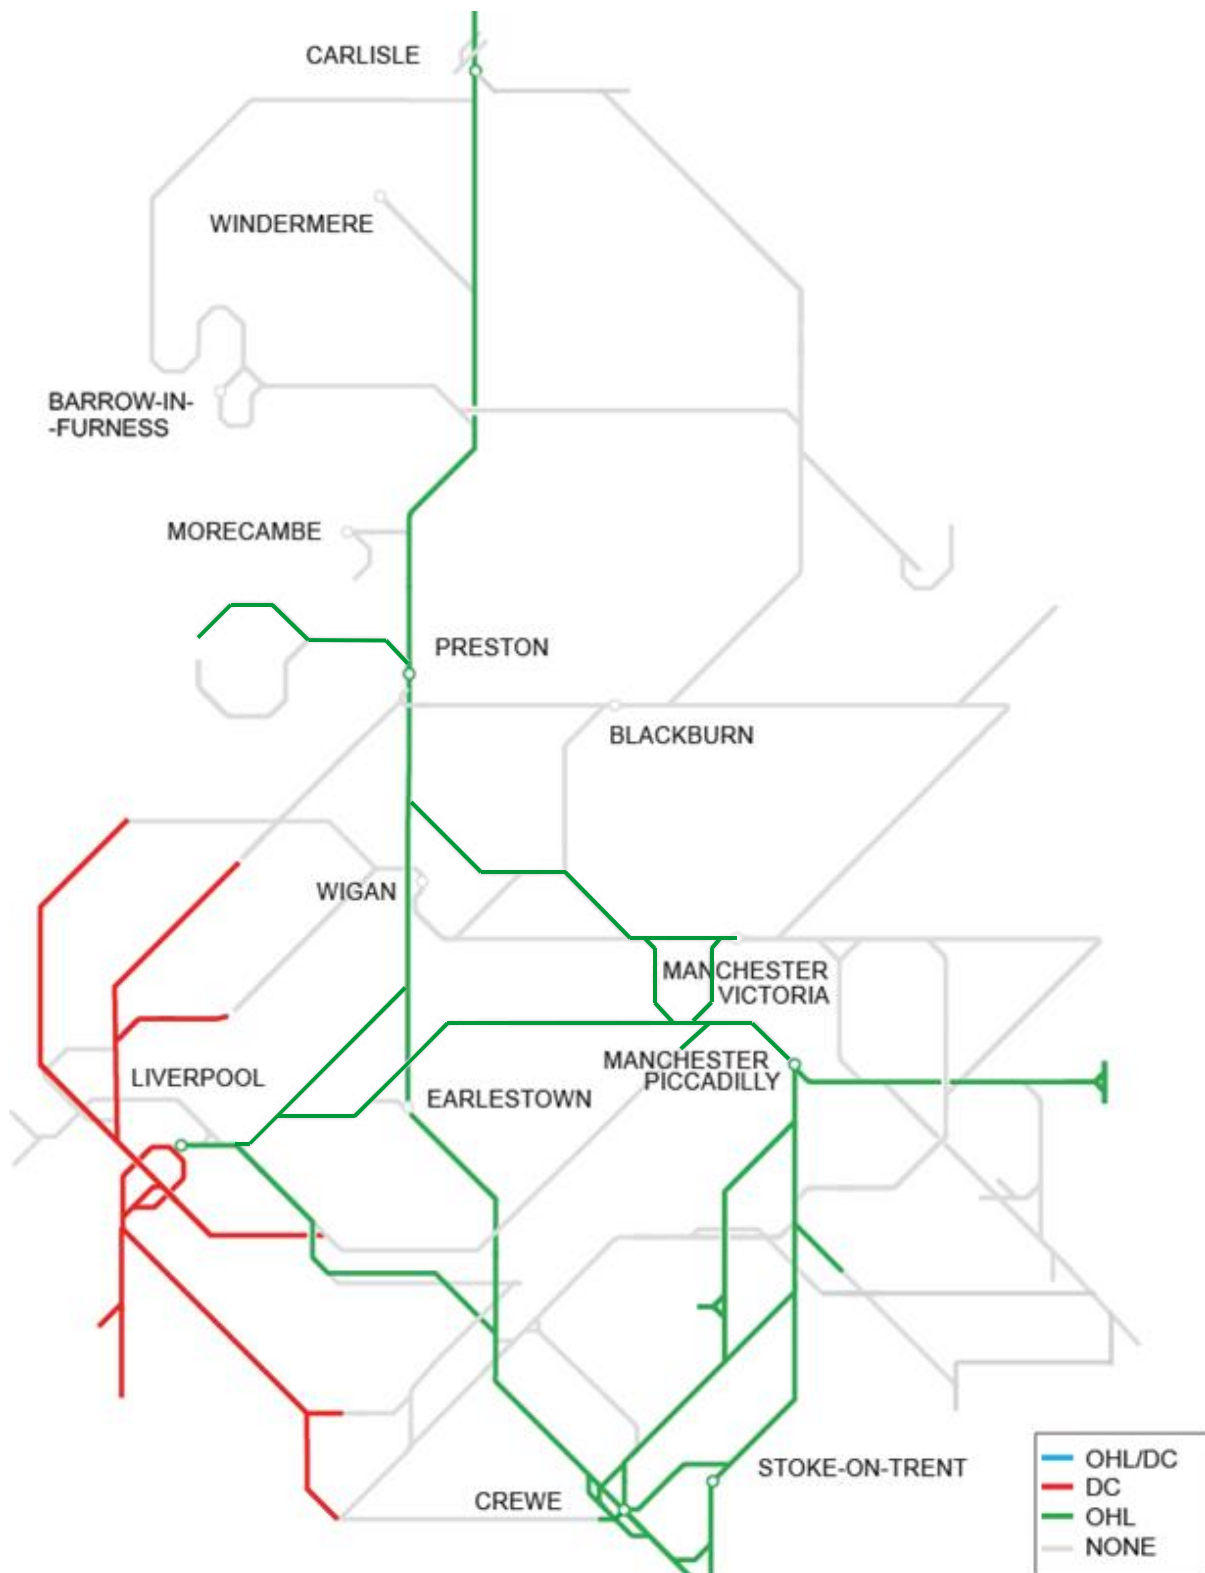 CARLISLE
WINDERMERE
BARROW-IN-
-FURNESS
MORECAMBE
PRESTON
BLACKBURN
WIGAN
MANCHESTER
VICTORIA
MANCHESTER
PICCADILLY
LIVERPOOL
EARLESTOWN
STOKE-ON-TRENT
CREWE
OHL/DC
DC
OHL
NONE